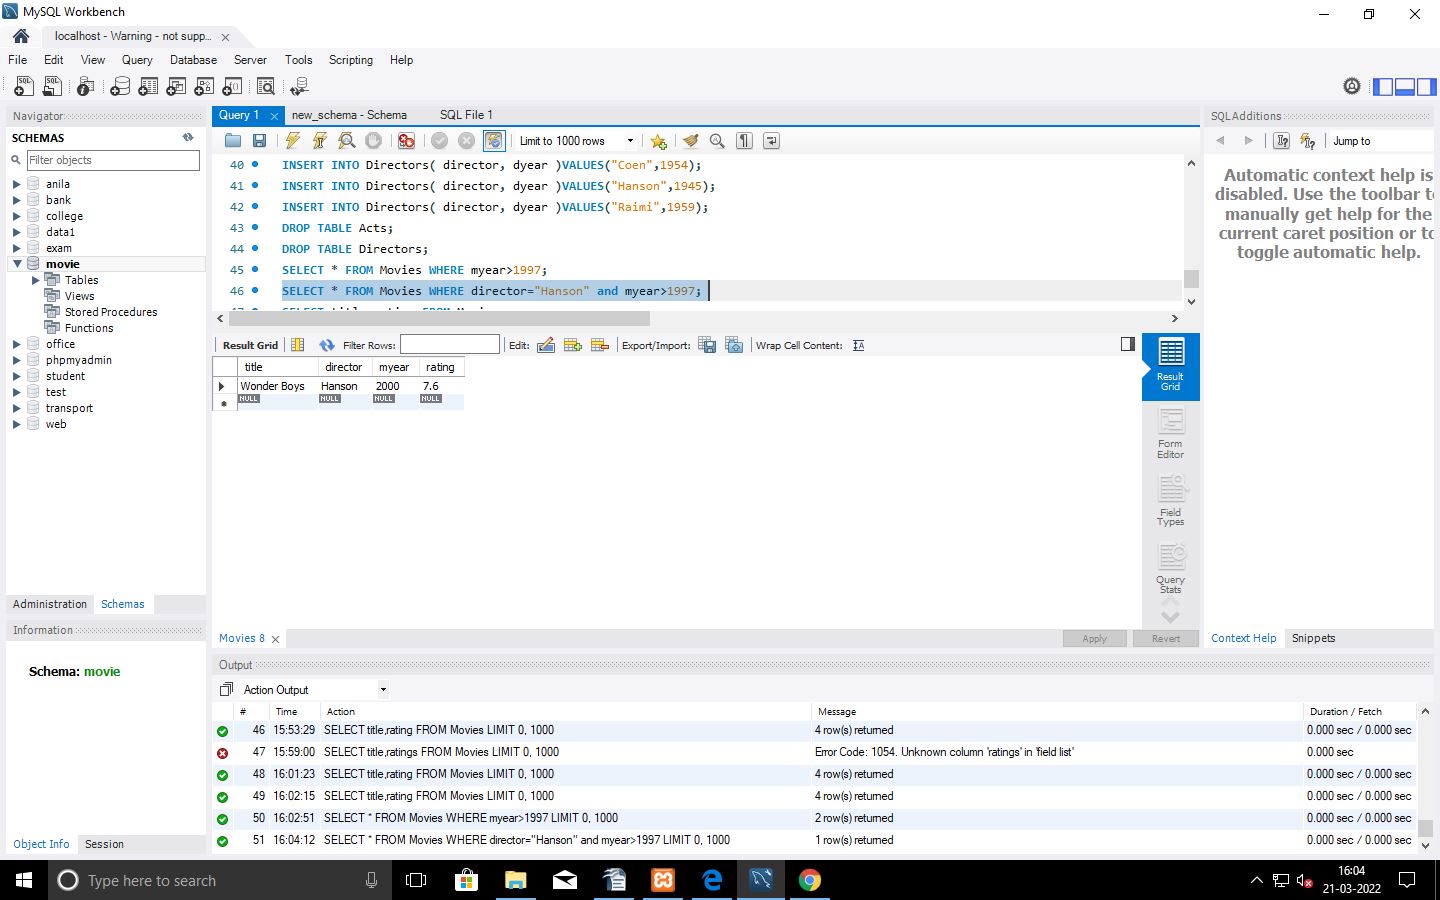 MySQL Workbench
localhost - Warning - not supp...
File Edit View Query Database Server Tools Scripting Help
Navigator
SCHEMAS
Filter objects
anila
bank
college
data1
exam
movie
Tables
Views
Stored Procedures
Functions
office
phpmyadmin
student
test
transport
web
Administration Schemas
Information
Schema: movie
Object Info Session
Query 1 new_schema - Schema SQL File 1
Limit to 1000 rows
40 INSERT INTO Directors( director, dyear )VALUES("Coen",1954);
41 INSERT INTO Directors( director, dyear )VALUES("Hanson",1945);
42 INSERT INTO Directors( director, dyear )VALUES("Raimi",1959);
43 DROP TABLE Acts;
44 DROP TABLE Directors;
45 SELECT * FROM Movies WHERE myear>1997;
46 SELECT * FROM Movies WHERE director="Hanson" and myear>1997;
Result Grid Filter Rows: Edit: Export/Import: Wrap Cell Content:
title director myear rating
Wonder Boys Hanson 2000 7.6
NULL NULL NULL NULL
Result Grid
Form Editor
Field Types
Query Stats
Movies 8 Apply Revert
SQLAdditions
Jump to
Automatic context help is
disabled. Use the toolbar t
manually get help for the
current caret position or to
toggle automatic help.
Context Help Snippets
Output
Action Output
# Time Action Message Duration / Fetch
46 15:53:29 SELECT title,rating FROM Movies LIMIT 0, 1000 4 row(s) returned 0.000 sec / 0.000 sec
47 15:59:00 SELECT title,ratings FROM Movies LIMIT 0, 1000 Error Code: 1054. Unknown column 'ratings' in 'field list' 0.000 sec
48 16:01:23 SELECT title,rating FROM Movies LIMIT 0, 1000 4 row(s) returned 0.000 sec / 0.000 sec
49 16:02:15 SELECT title,rating FROM Movies LIMIT 0, 1000 4 row(s) returned 0.000 sec / 0.000 sec
50 16:02:51 SELECT * FROM Movies WHERE myear>1997 LIMIT 0, 1000 2 row(s) returned 0.000 sec / 0.000 sec
51 16:04:12 SELECT * FROM Movies WHERE director="Hanson" and myear>1997 LIMIT 0, 1000 1 row(s) returned 0.000 sec / 0.000 sec
Type here to search
16:04
21-03-2022